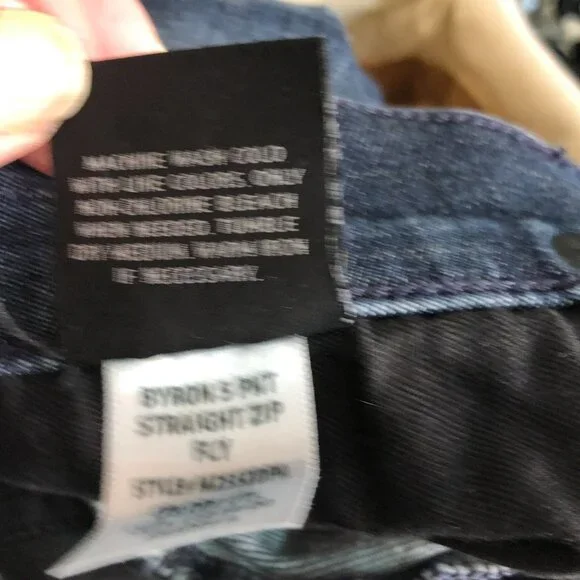 MACHINE WASH COLD
WITH LIKE COLORS. ONLY
NON-CHLORINE BLEACH
WHEN NEEDED. TUMBLE
DRY MEDIUM. WARM IRON
IF NECESSARY.
BYRON 5 PKT
STRAIGHT ZIP
FLY